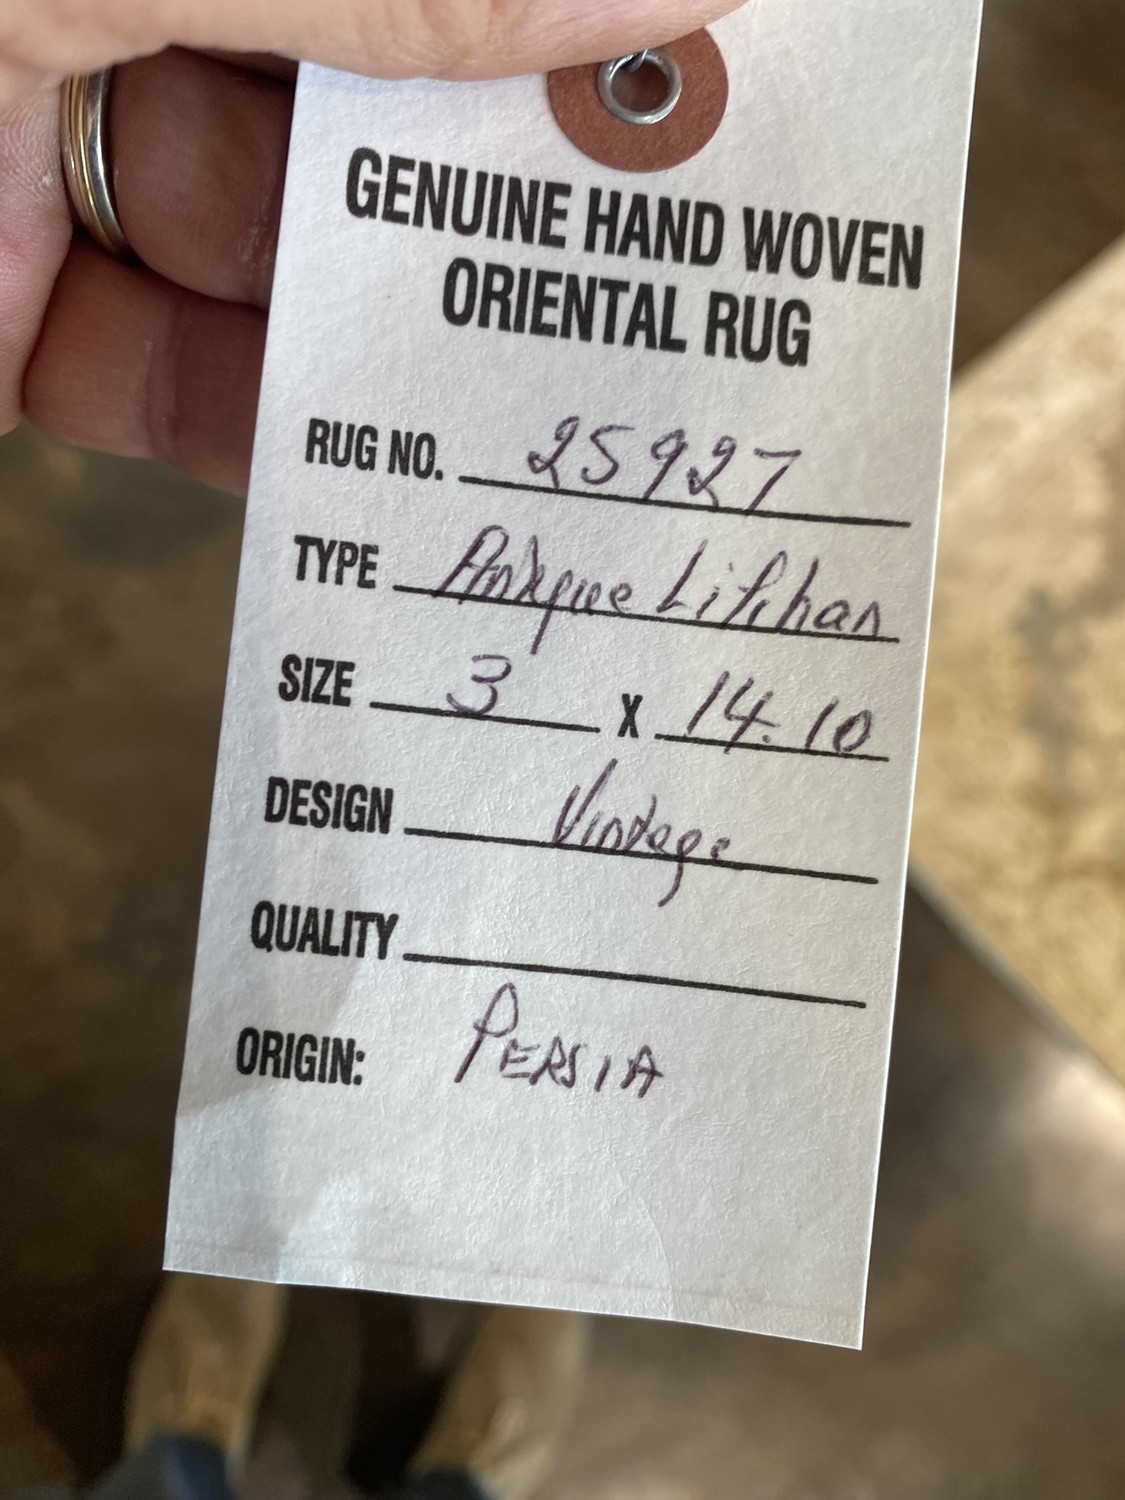 GENUINE HAND WOVEN
ORIENTAL RUG
RUG NO. 25927
TYPE Antique Lilihan
SIZE 3 X 14.10
DESIGN Vintage
QUALITY
ORIGIN: PERSIA